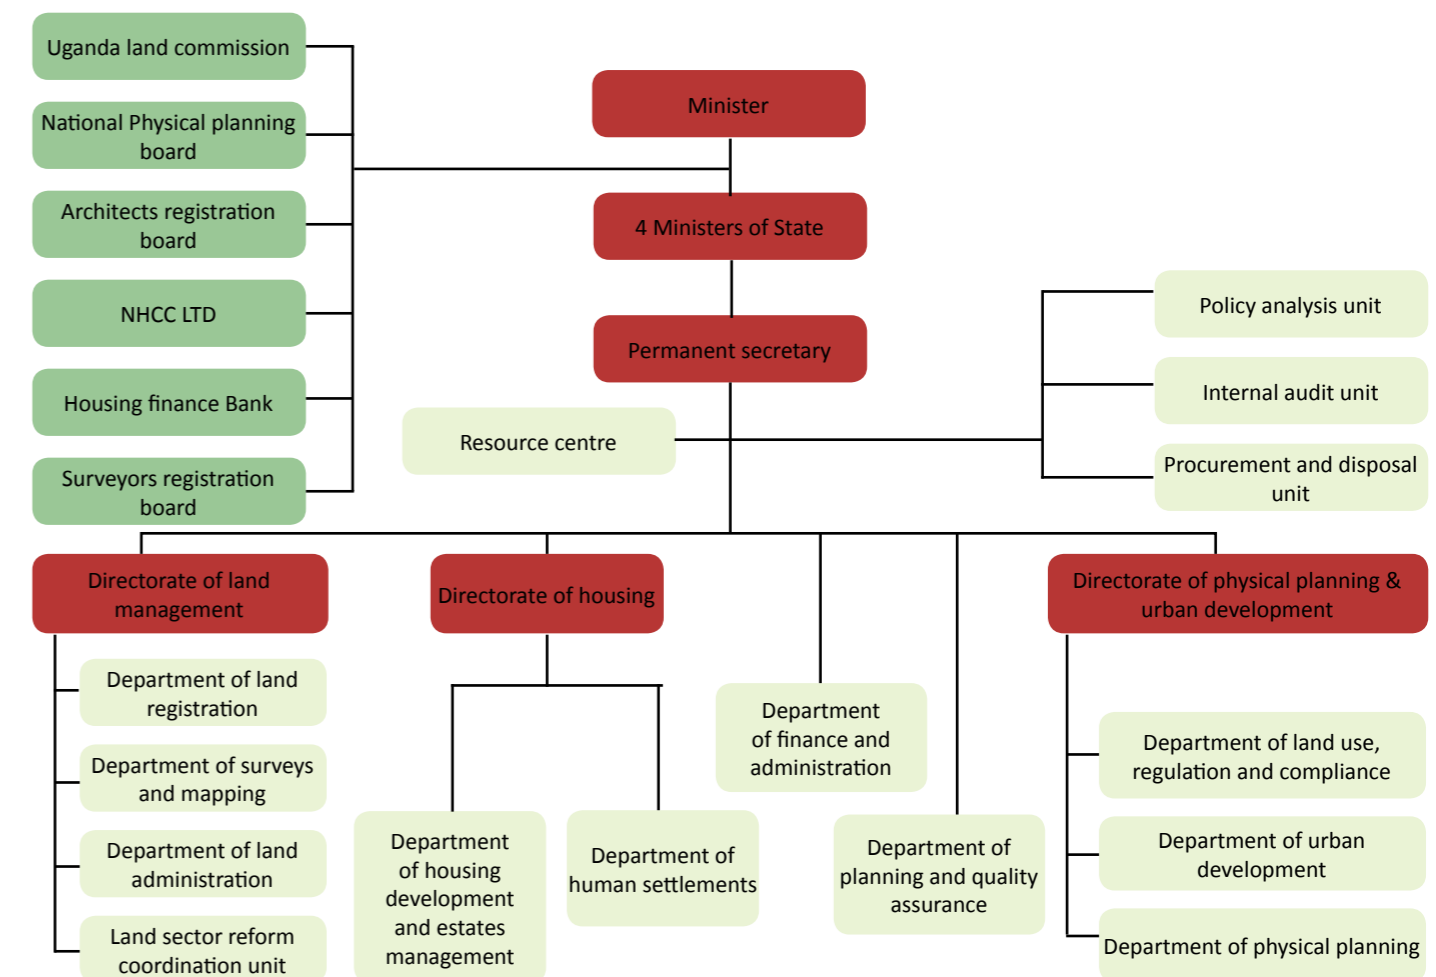 Uganda land commission
National Physical planning
board
Architects registration
board
NHCC LTD
Housing finance Bank
Surveyors registration
board
Minister
4 Ministers of State
Permanent secretary
Resource centre
Policy analysis unit
Internal audit unit
Procurement and disposal
unit
Directorate of land
management
Department of land
registration
Department of surveys
and mapping
Department of land
administration
Land sector reform
coordination unit
Directorate of housing
Department
of housing
development
and estates
management
Department of
human settlements
Department
of finance and
administration
Department of
planning and quality
assurance
Directorate of physical planning &
urban development
Department of land use,
regulation and compliance
Department of urban
development
Department of physical planning